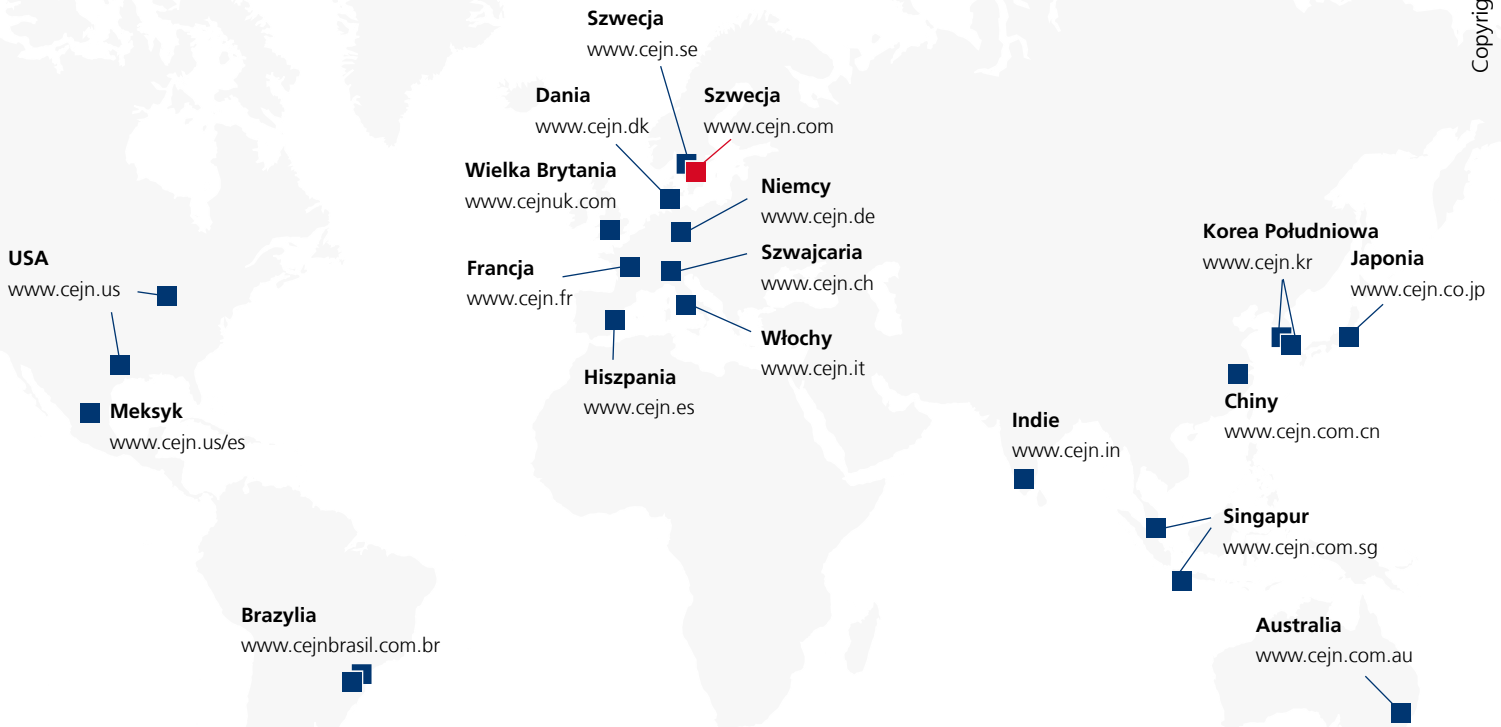 Copyrig
Szwecja
www.cejn.se
Dania
www.cejn.dk
Szwecja
www.cejn.com
Wielka Brytania
www.cejnuk.com
Niemcy
www.cejn.de
USA
www.cejn.us
Francja
www.cejn.fr
Szwajcaria
www.cejn.ch
Korea Południowa
www.cejn.kr
Japonia
www.cejn.co.jp
Włochy
www.cejn.it
Hiszpania
www.cejn.es
Meksyk
www.cejn.us/es
Indie
www.cejn.in
Chiny
www.cejn.com.cn
Singapur
www.cejn.com.sg
Brazylia
www.cejnbrasil.com.br
Australia
www.cejn.com.au